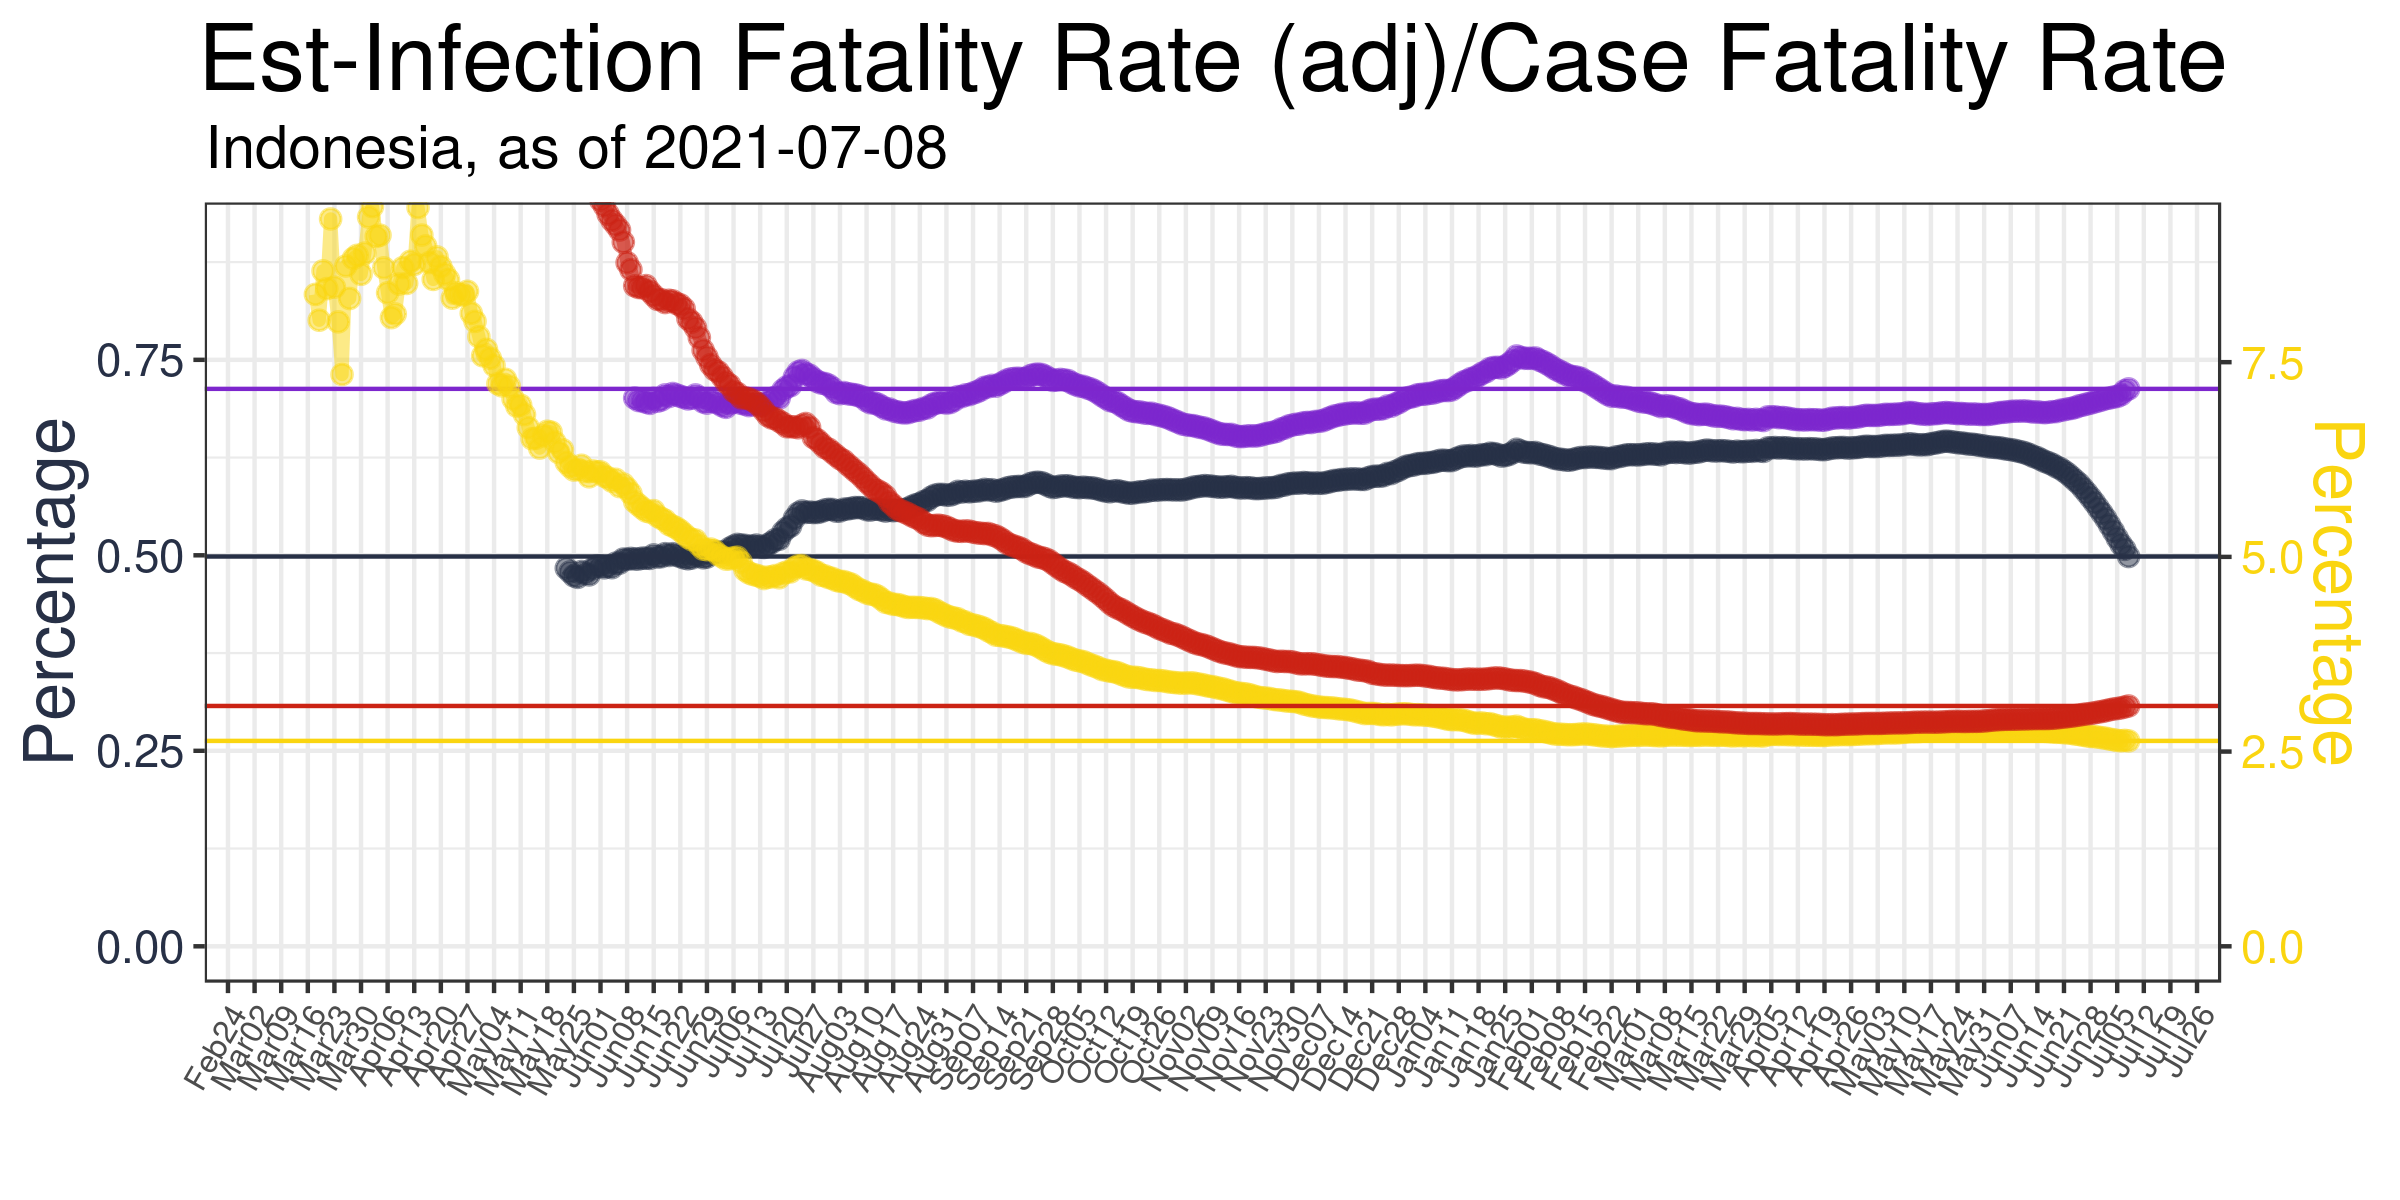 Est-Infection Fatality Rate (adj)/Case Fatality Rate
Indonesia, as of 2021-07-08
Percentage
0.75
0.50
0.25
0.00
7.5
5.0
2.5
0.0
Percentage
Feb24
Mar02
Mar09
Mar16
Mar23
Mar30
Apr06
Apr13
Apr20
Apr27
May04
May11
May18
May25
Jun01
Jun08
Jun15
Jun22
Jun29
Jul06
Jul13
Jul20
Jul27
Aug03
Aug10
Aug17
Aug24
Aug31
Sep07
Sep14
Sep21
Sep28
Oct05
Oct12
Oct19
Oct26
Nov02
Nov09
Nov16
Nov23
Nov30
Dec07
Dec14
Dec21
Dec28
Jan04
Jan11
Jan18
Jan25
Feb01
Feb08
Feb15
Feb22
Mar01
Mar08
Mar15
Mar22
Mar29
Apr05
Apr12
Apr19
Apr26
May03
May10
May17
May24
May31
Jun07
Jun14
Jun21
Jun28
Jul05
Jul12
Jul19
Jul26